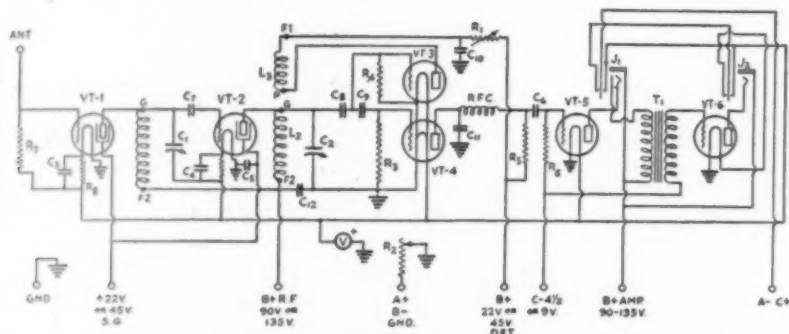 ANT
VT-1
R7
C3
R8
G
F2
C7
C1
C4
VT-2
C5
F1
L3
P
G
L2
F2
C12
C2
C8
C9
R4
R3
VT-3
VT-4
R1
C10
R.F.C.
C11
R5
C6
R6
VT-5
J1
T1
VT-6
J2
V
+
R2
GND
+22V.
OR 45V.
S.G.
B+R.F
90V OR
135V.
A+
B-
GND.
B+
22V OR
45V
DET.
C-4½
OR 9V.
B+AMP.
90-135V.
A- C+